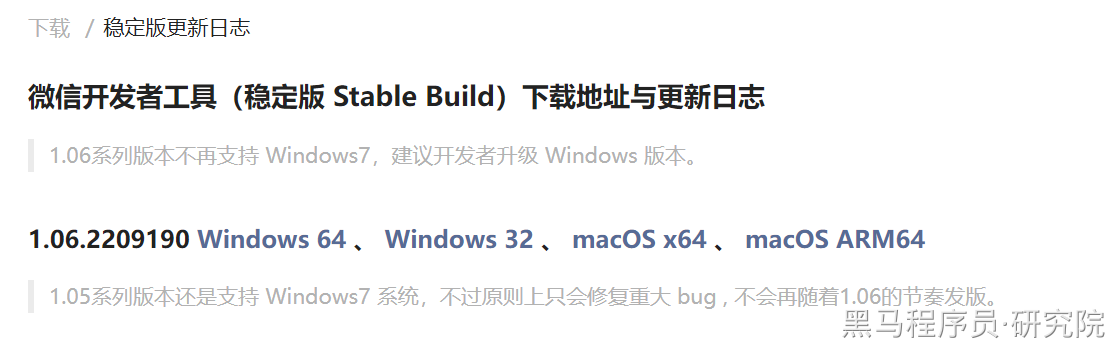 下载 / 稳定版更新日志
微信开发者工具（稳定版 Stable Build）下载地址与更新日志
1.06系列版本不再支持 Windows7，建议开发者升级 Windows 版本。
1.06.2209190 Windows 64 、 Windows 32 、 macOS x64 、 macOS ARM64
1.05系列版本还是支持 Windows7 系统，不过原则上只会修复重大 bug , 不会再随着1.06的节奏发版。
黑马程序员·研究院